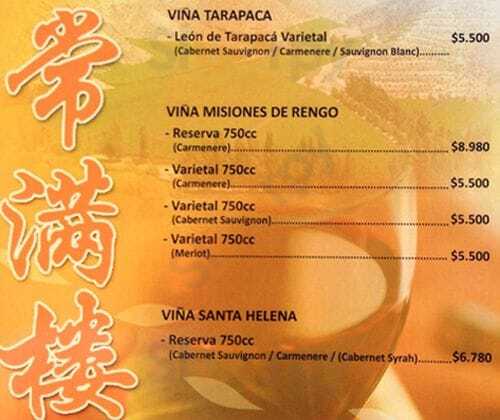 常滿樓
VIÑA TARAPACA
- León de Tarapacá Varietal $5.500
(Cabernet Sauvignon / Carmenere / Sauvignon Blanc)..........
VIÑA MISIONES DE RENGO
- Reserva 750cc
(Carmenere)................................................................ $8.980
- Varietal 750cc
(Carmenere)................................................................ $5.500
- Varietal 750cc
(Cabernet Sauvignon)................................................ $5.500
- Varietal 750cc
(Merlot)...................................................................... $5.500
VIÑA SANTA HELENA
- Reserva 750cc
(Cabernet Sauvignon / Carmenere / (Cabernet Syrah).......... $6.780